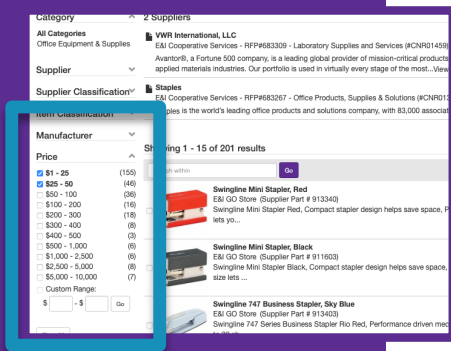 Category
All Categories
Office Equipment & Supplies
Supplier
Supplier Classification
Item Classification
Manufacturer
Price
$1 - 25 (155)
$25 - 50 (46)
$50 - 100 (36)
$100 - 200 (16)
$200 - 300 (18)
$300 - 400 (8)
$400 - 500 (3)
$500 - 1,000 (6)
$1,000 - 2,500 (6)
$2,500 - 5,000 (8)
$5,000 - 10,000 (7)
Custom Range:
$ - $ Go
2 Suppliers
VWR International, LLC
E&I Cooperative Services - RFP#683309 - Laboratory Supplies and Services (#CNR01459)
Avantor®, a Fortune 500 company, is a leading global provider of mission-critical products
applied materials industries. Our portfolio is used in virtually every stage of the most...View
Staples
E&I Cooperative Services - RFP#683267 - Office Products, Supplies & Solutions (#CNR013
is the world's leading office products and solutions company, with 83,000 associat
1 - 15 of 201 results
within
Go
Swingline Mini Stapler, Red
E&I GO Store (Supplier Part # 913340)
Swingline Mini Stapler Red, Compact stapler design helps save space, P
lets yo...
Swingline Mini Stapler, Black
E&I GO Store (Supplier Part # 911603)
Swingline Mini Stapler Black, Compact stapler design helps save space,
size lets ...
Swingline 747 Business Stapler, Sky Blue
E&I GO Store (Supplier Part # 913403)
Swingline 747 Series Business Stapler Rio Red, Performance driven med